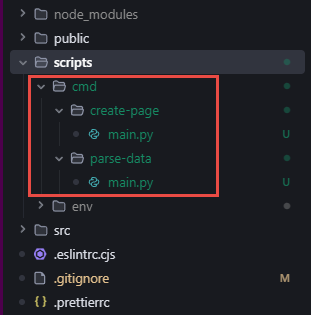 node_modules
public
scripts
cmd
create-page
main.py U
parse-data
main.py U
env
src
.eslintrc.cjs
.gitignore M
{ } .prettierrc